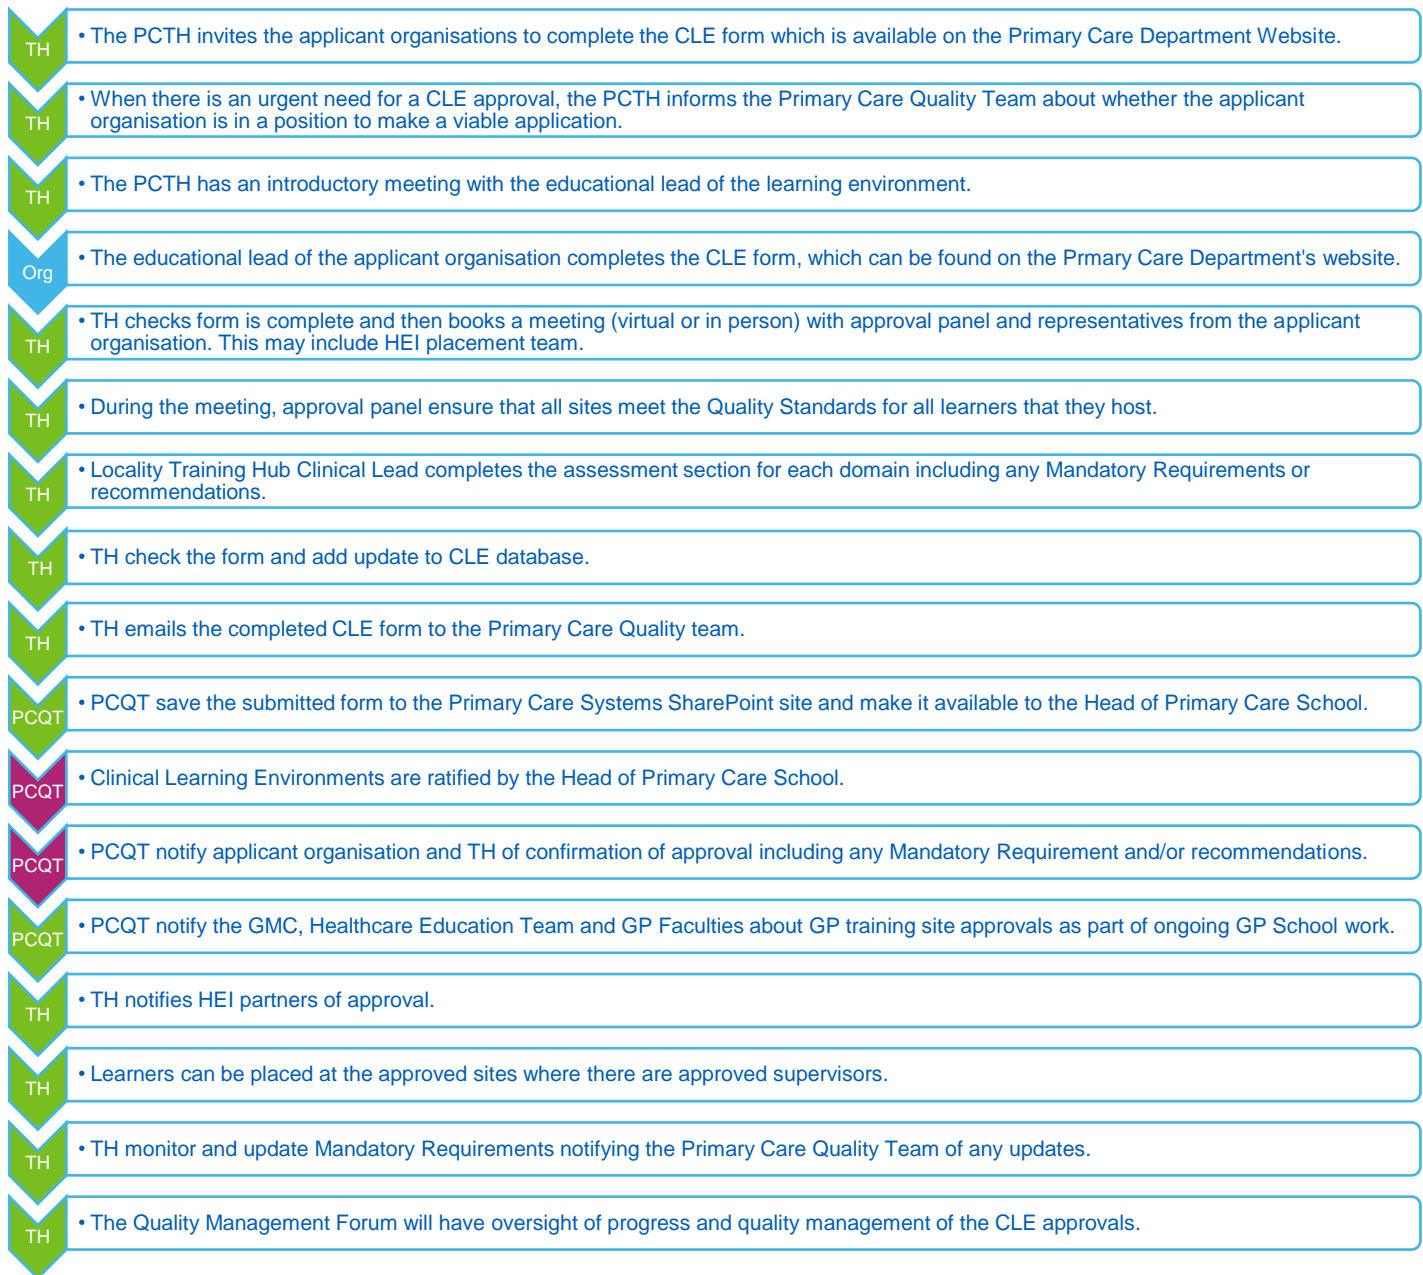 TH
• The PCTH invites the applicant organisations to complete the CLE form which is available on the Primary Care Department Website.
TH
• When there is an urgent need for a CLE approval, the PCTH informs the Primary Care Quality Team about whether the applicant
organisation is in a position to make a viable application.
TH
• The PCTH has an introductory meeting with the educational lead of the learning environment.
Org
• The educational lead of the applicant organisation completes the CLE form, which can be found on the Prmary Care Department's website.
TH
• TH checks form is complete and then books a meeting (virtual or in person) with approval panel and representatives from the applicant
organisation. This may include HEI placement team.
TH
• During the meeting, approval panel ensure that all sites meet the Quality Standards for all learners that they host.
TH
• Locality Training Hub Clinical Lead completes the assessment section for each domain including any Mandatory Requirements or
recommendations.
TH
• TH check the form and add update to CLE database.
TH
• TH emails the completed CLE form to the Primary Care Quality team.
PCQT
• PCQT save the submitted form to the Primary Care Systems SharePoint site and make it available to the Head of Primary Care School.
PCQT
• Clinical Learning Environments are ratified by the Head of Primary Care School.
PCQT
• PCQT notify applicant organisation and TH of confirmation of approval including any Mandatory Requirement and/or recommendations.
PCQT
• PCQT notify the GMC, Healthcare Education Team and GP Faculties about GP training site approvals as part of ongoing GP School work.
TH
• TH notifies HEI partners of approval.
TH
• Learners can be placed at the approved sites where there are approved supervisors.
TH
• TH monitor and update Mandatory Requirements notifying the Primary Care Quality Team of any updates.
TH
• The Quality Management Forum will have oversight of progress and quality management of the CLE approvals.